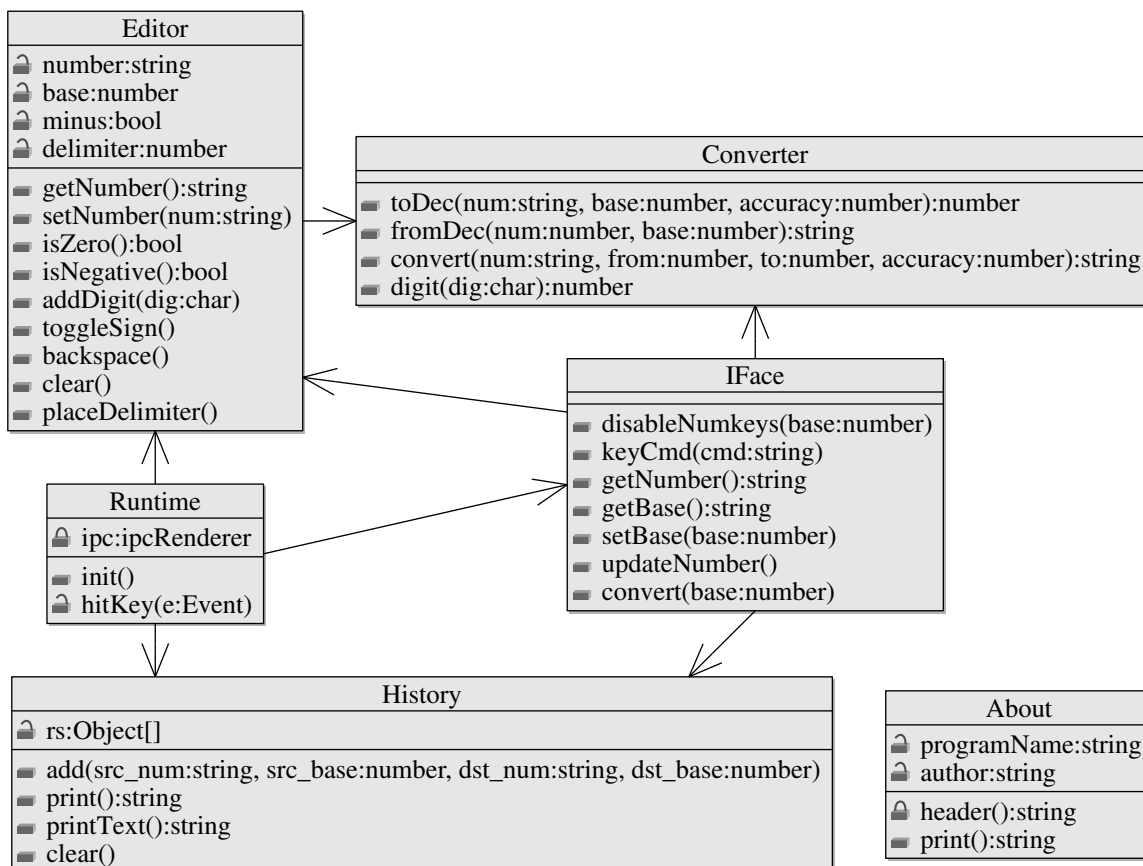 Editor
number:string
base:number
minus:bool
delimiter:number
getNumber():string
setNumber(num:string)
isZero():bool
isNegative():bool
addDigit(dig:char)
toggleSign()
backspace()
clear()
placeDelimiter()
Converter
toDec(num:string, base:number, accuracy:number):number
fromDec(num:number, base:number):string
convert(num:string, from:number, to:number, accuracy:number):string
digit(dig:char):number
IFace
disableNumkeys(base:number)
keyCmd(cmd:string)
getNumber():string
getBase():string
setBase(base:number)
updateNumber()
convert(base:number)
Runtime
ipc:ipcRenderer
init()
hitKey(e:Event)
History
rs:Object[]
add(src_num:string, src_base:number, dst_num:string, dst_base:number)
print():string
printText():string
clear()
About
programName:string
author:string
header():string
print():string